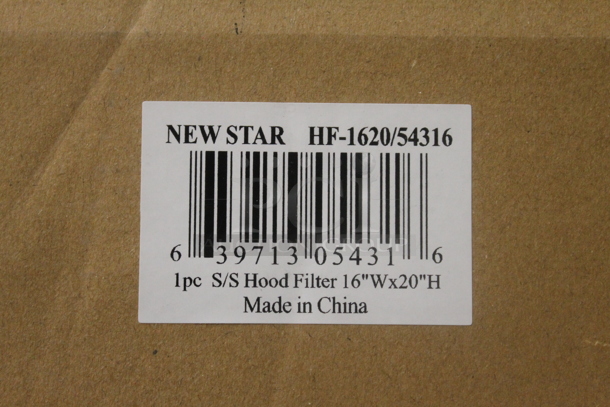 NEW STAR HF-1620/54316
6 39713 05431 6
1pc S/S Hood Filter 16"Wx20"H
Made in China